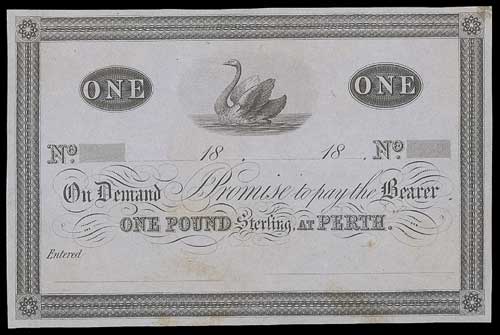 ONE ONE
No. 18 . 18 . No.
On Demand I Promise to pay the Bearer
ONE POUND Sterling, AT PERTH.
Entered